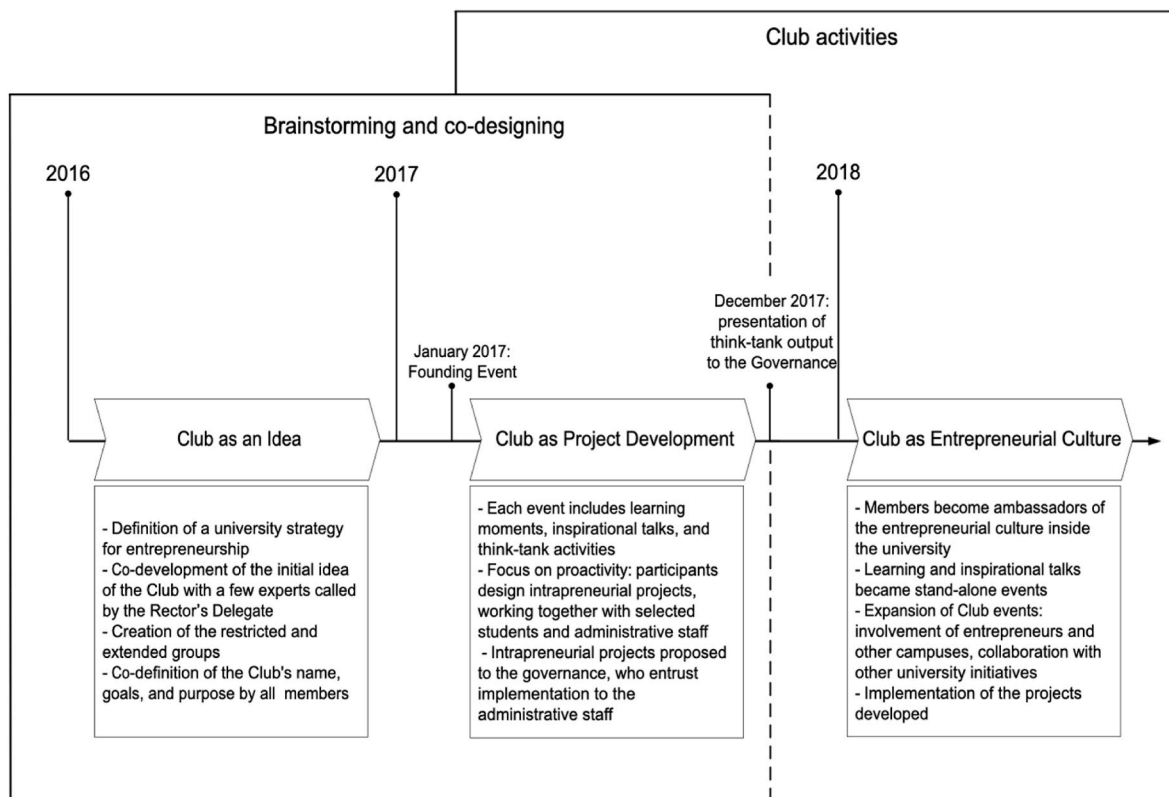 Club activities
Brainstorming and co-designing
2016
2017
2018
January 2017:
Founding Event
December 2017:
presentation of
think-tank output
to the Governance
Club as an Idea
Club as Project Development
Club as Entrepreneurial Culture
- Definition of a university strategy
for entrepreneurship
- Co-development of the initial idea
of the Club with a few experts called
by the Rector's Delegate
- Creation of the restricted and
extended groups
- Co-definition of the Club's name,
goals, and purpose by all members
- Each event includes learning
moments, inspirational talks, and
think-tank activities
- Focus on proactivity: participants
design intrapreneurial projects,
working together with selected
students and administrative staff
- Intrapreneurial projects proposed
to the governance, who entrust
implementation to the
administrative staff
- Members become ambassadors of
the entrepreneurial culture inside
the university
- Learning and inspirational talks
became stand-alone events
- Expansion of Club events:
involvement of entrepreneurs and
other campuses, collaboration with
other university initiatives
- Implementation of the projects
developed